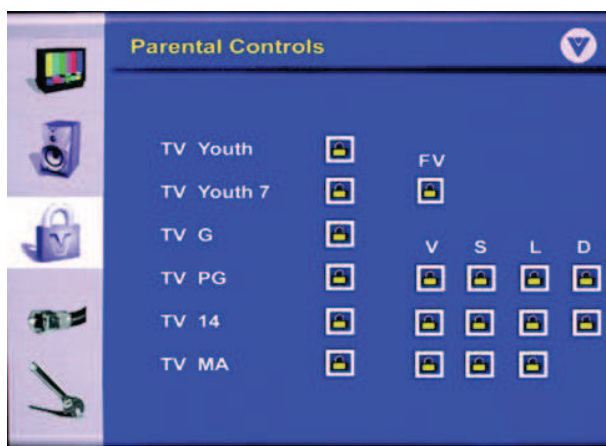 Parental Controls
TV Youth
FV
TV Youth 7
TV G
V S L D
TV PG
TV 14
TV MA